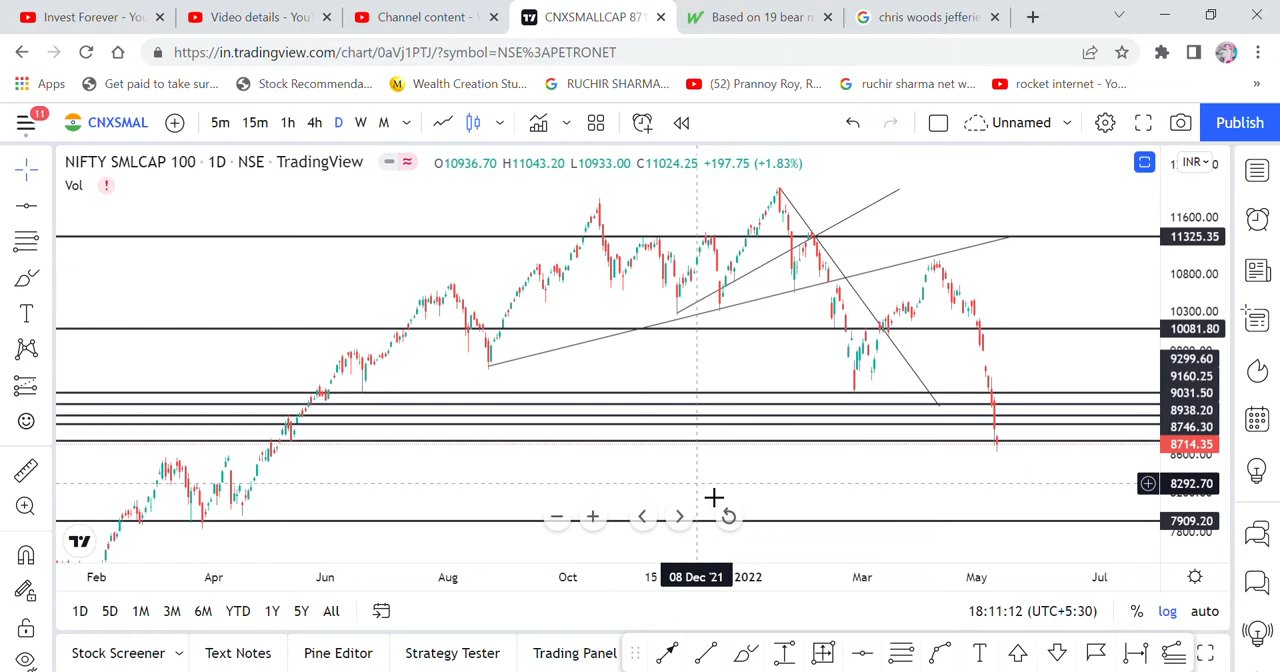 Invest Forever - You
Video details - YouT
Channel content -
CNXSMALLCAP 871
Based on 19 bear m
chris woods jefferie
https://in.tradingview.com/chart/0aVj1PTJ/?symbol=NSE%3APETRONET
Apps
Get paid to take sur...
Stock Recommenda...
Wealth Creation Stu...
RUCHIR SHARMA...
(52) Prannoy Roy, R...
ruchir sharma net w...
rocket internet - Yo...
»
11
CNXSMAL
5m 15m 1h 4h D W M
Unnamed
Publish
NIFTY SMLCAP 100 · 1D · NSE · TradingView
O10936.70 H11043.20 L10933.00 C11024.25 +197.75 (+1.83%)
INR
Vol
11600.00
11325.35
10800.00
10300.00
10081.80
9299.60
9160.25
9031.50
8938.20
8746.30
8714.35
8600.00
8292.70
7909.20
7800.00
Feb Apr Jun Aug Oct 15 08 Dec '21 2022 Mar May Jul
1D 5D 1M 3M 6M YTD 1Y 5Y All
18:11:12 (UTC+5:30) % log auto
Stock Screener
Text Notes
Pine Editor
Strategy Tester
Trading Panel